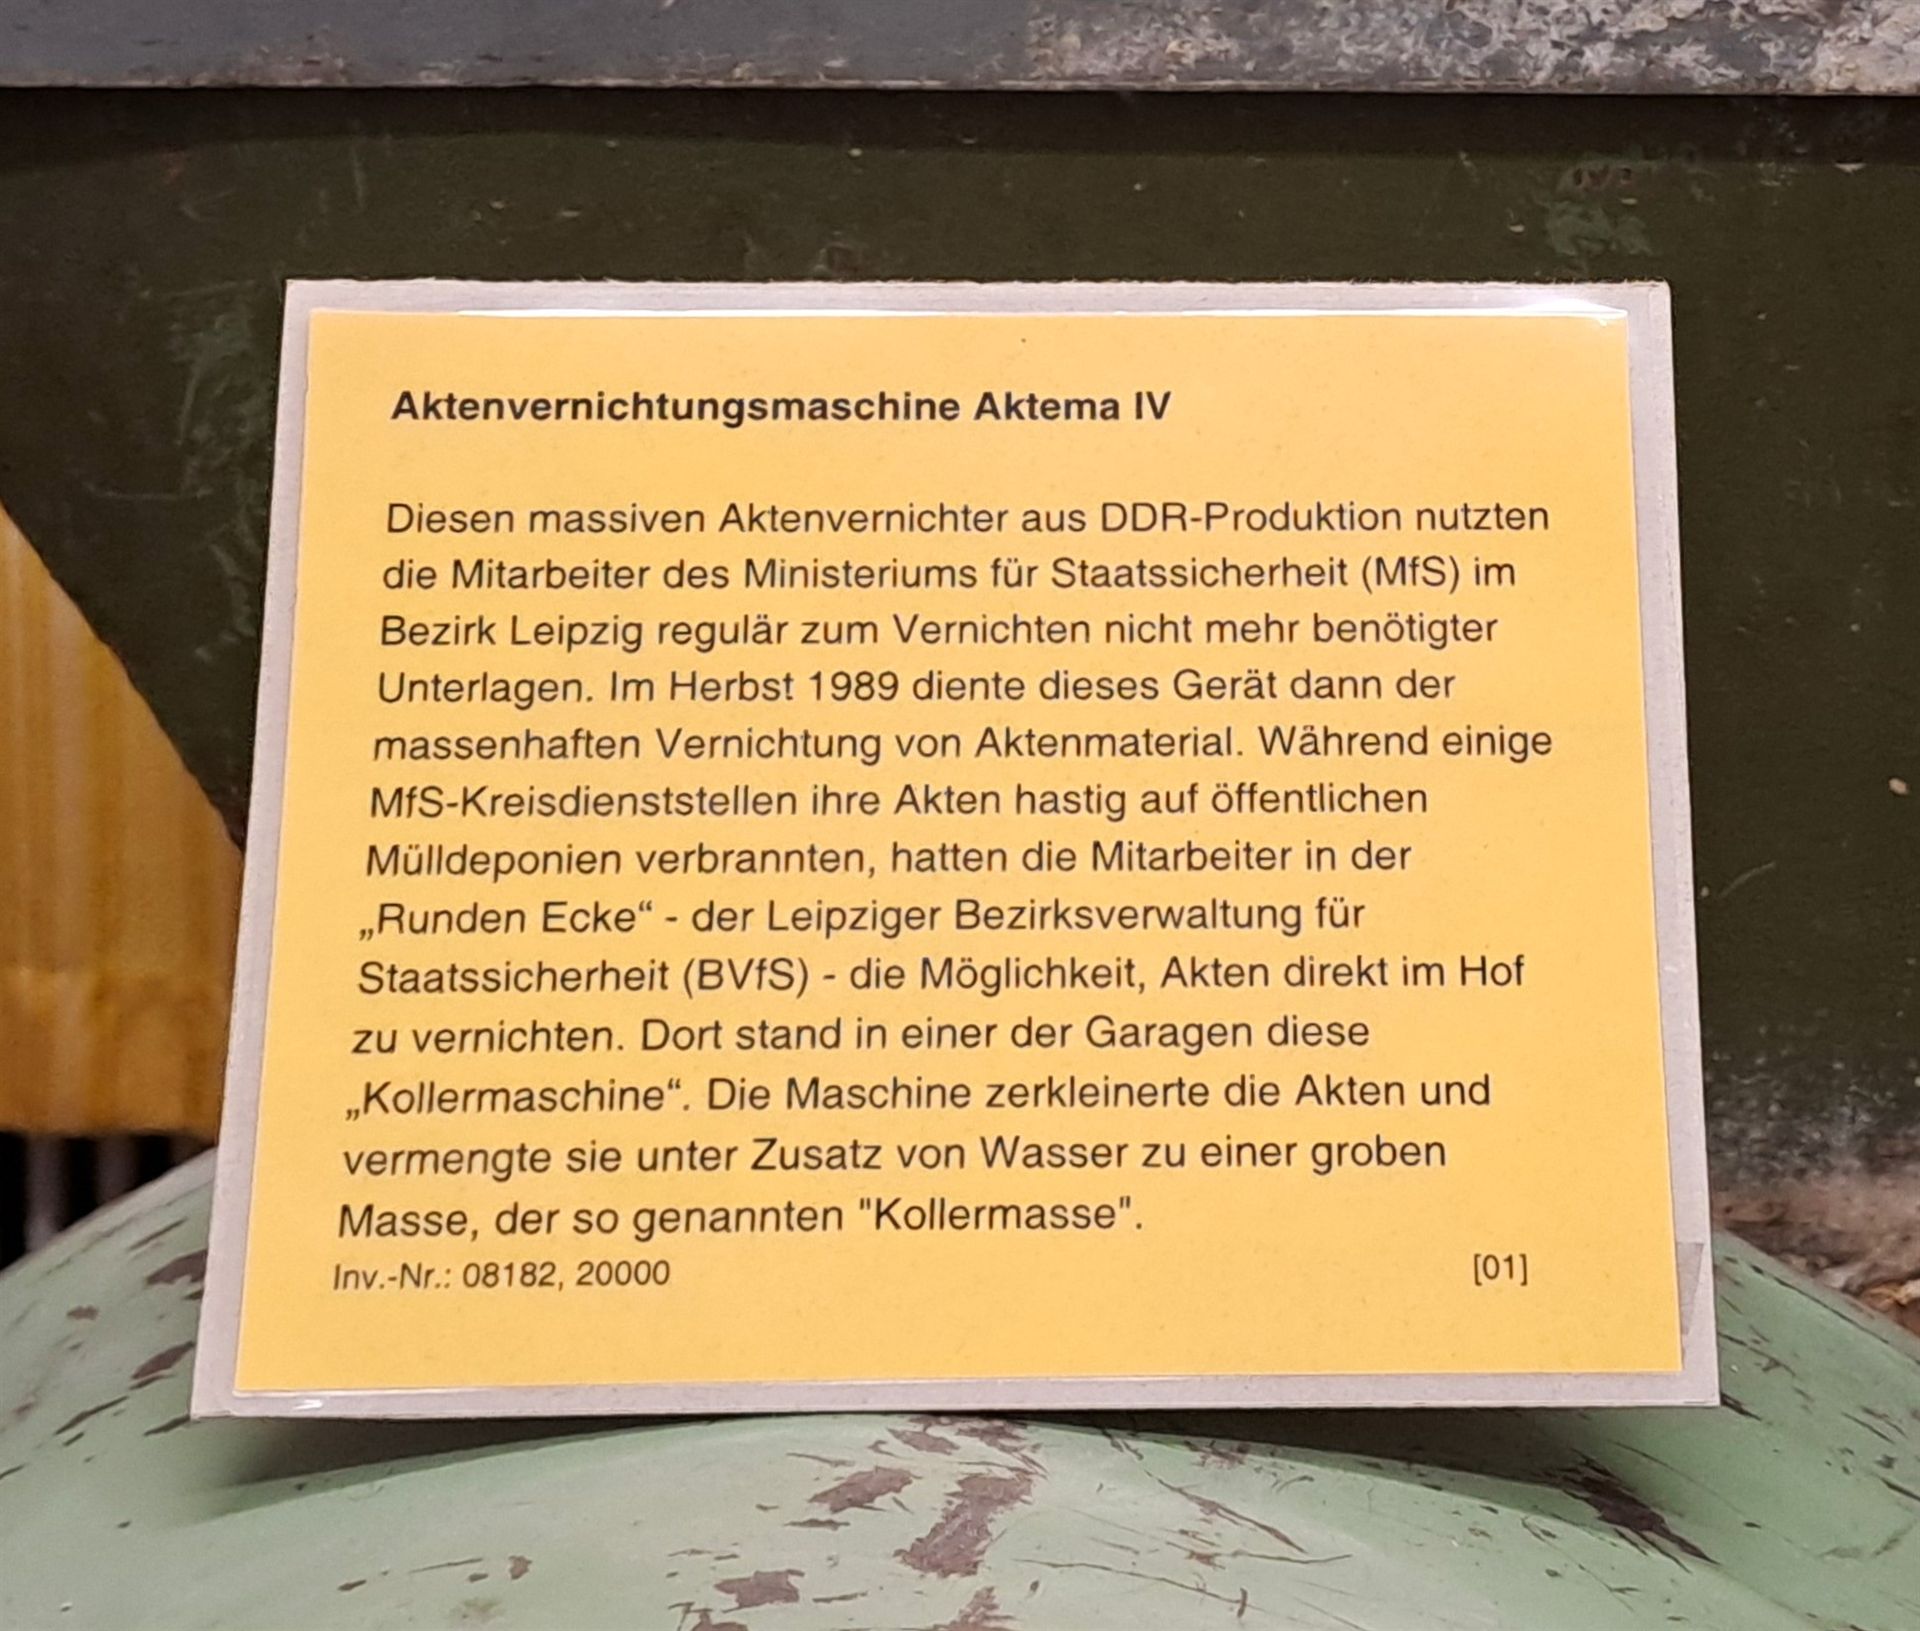 Aktenvernichtungsmaschine Aktema IV
Diesen massiven Aktenvernichter aus DDR-Produktion nutzten
die Mitarbeiter des Ministeriums für Staatssicherheit (MfS) im
Bezirk Leipzig regulär zum Vernichten nicht mehr benötigter
Unterlagen. Im Herbst 1989 diente dieses Gerät dann der
massenhaften Vernichtung von Aktenmaterial. Während einige
MfS-Kreisdienststellen ihre Akten hastig auf öffentlichen
Mülldeponien verbrannten, hatten die Mitarbeiter in der
„Runden Ecke“ - der Leipziger Bezirksverwaltung für
Staatssicherheit (BVfS) - die Möglichkeit, Akten direkt im Hof
zu vernichten. Dort stand in einer der Garagen diese
„Kollermaschine“. Die Maschine zerkleinerte die Akten und
vermengte sie unter Zusatz von Wasser zu einer groben
Masse, der so genannten "Kollermasse".
Inv.-Nr.: 08182, 20000 [01]